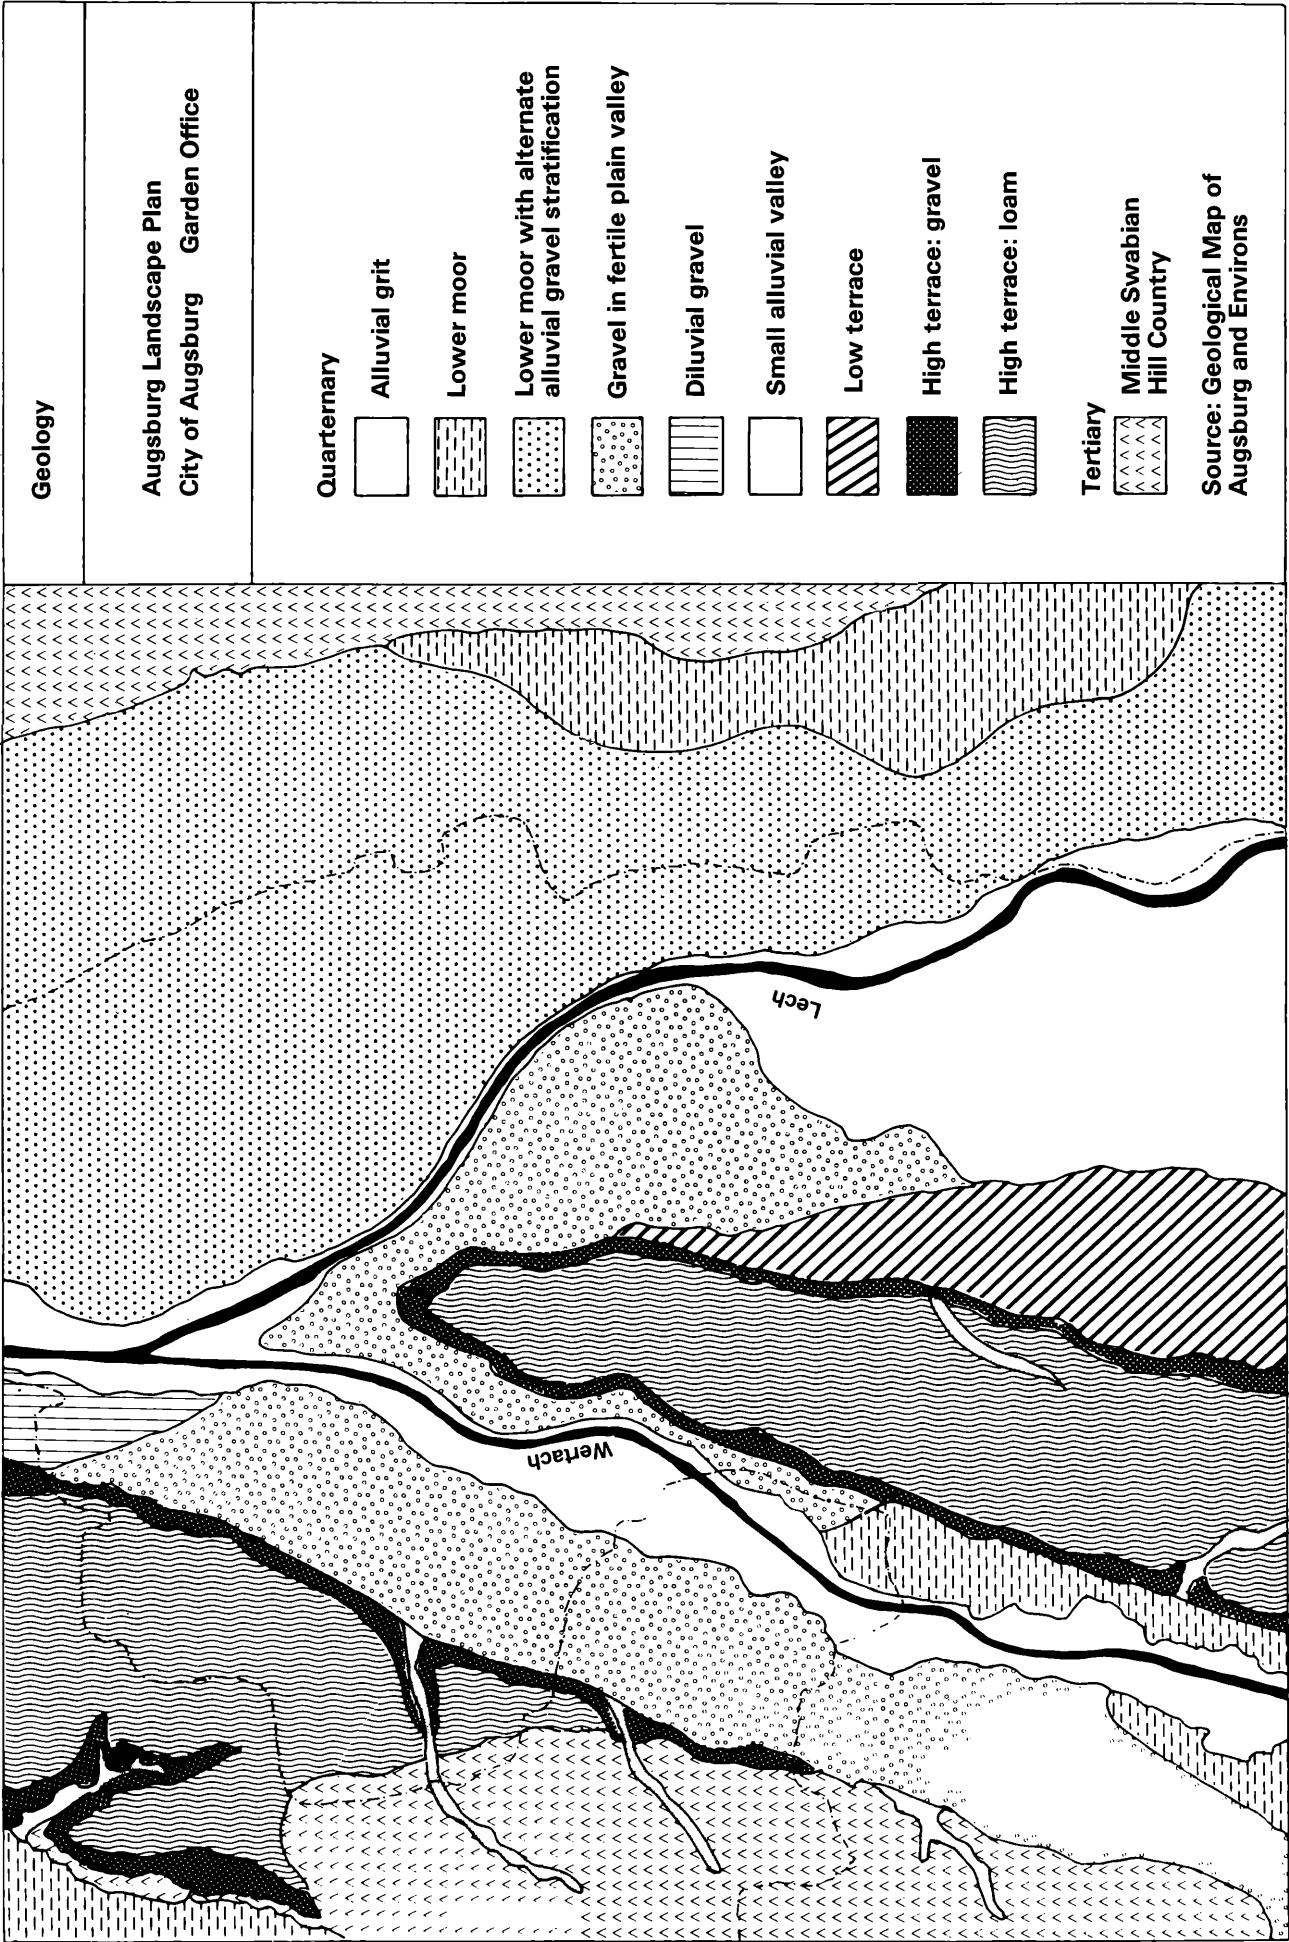 Geology
Augsburg Landscape Plan
City of Augsburg Garden Office
Quarternary
Alluvial grit
Lower moor
Lower moor with alternate
alluvial gravel stratification
Gravel in fertile plain valley
Diluvial gravel
Small alluvial valley
Low terrace
High terrace: gravel
High terrace: loam
Tertiary
Middle Swabian
Hill Country
Source: Geological Map of
Augsburg and Environs
Lech
Wertach